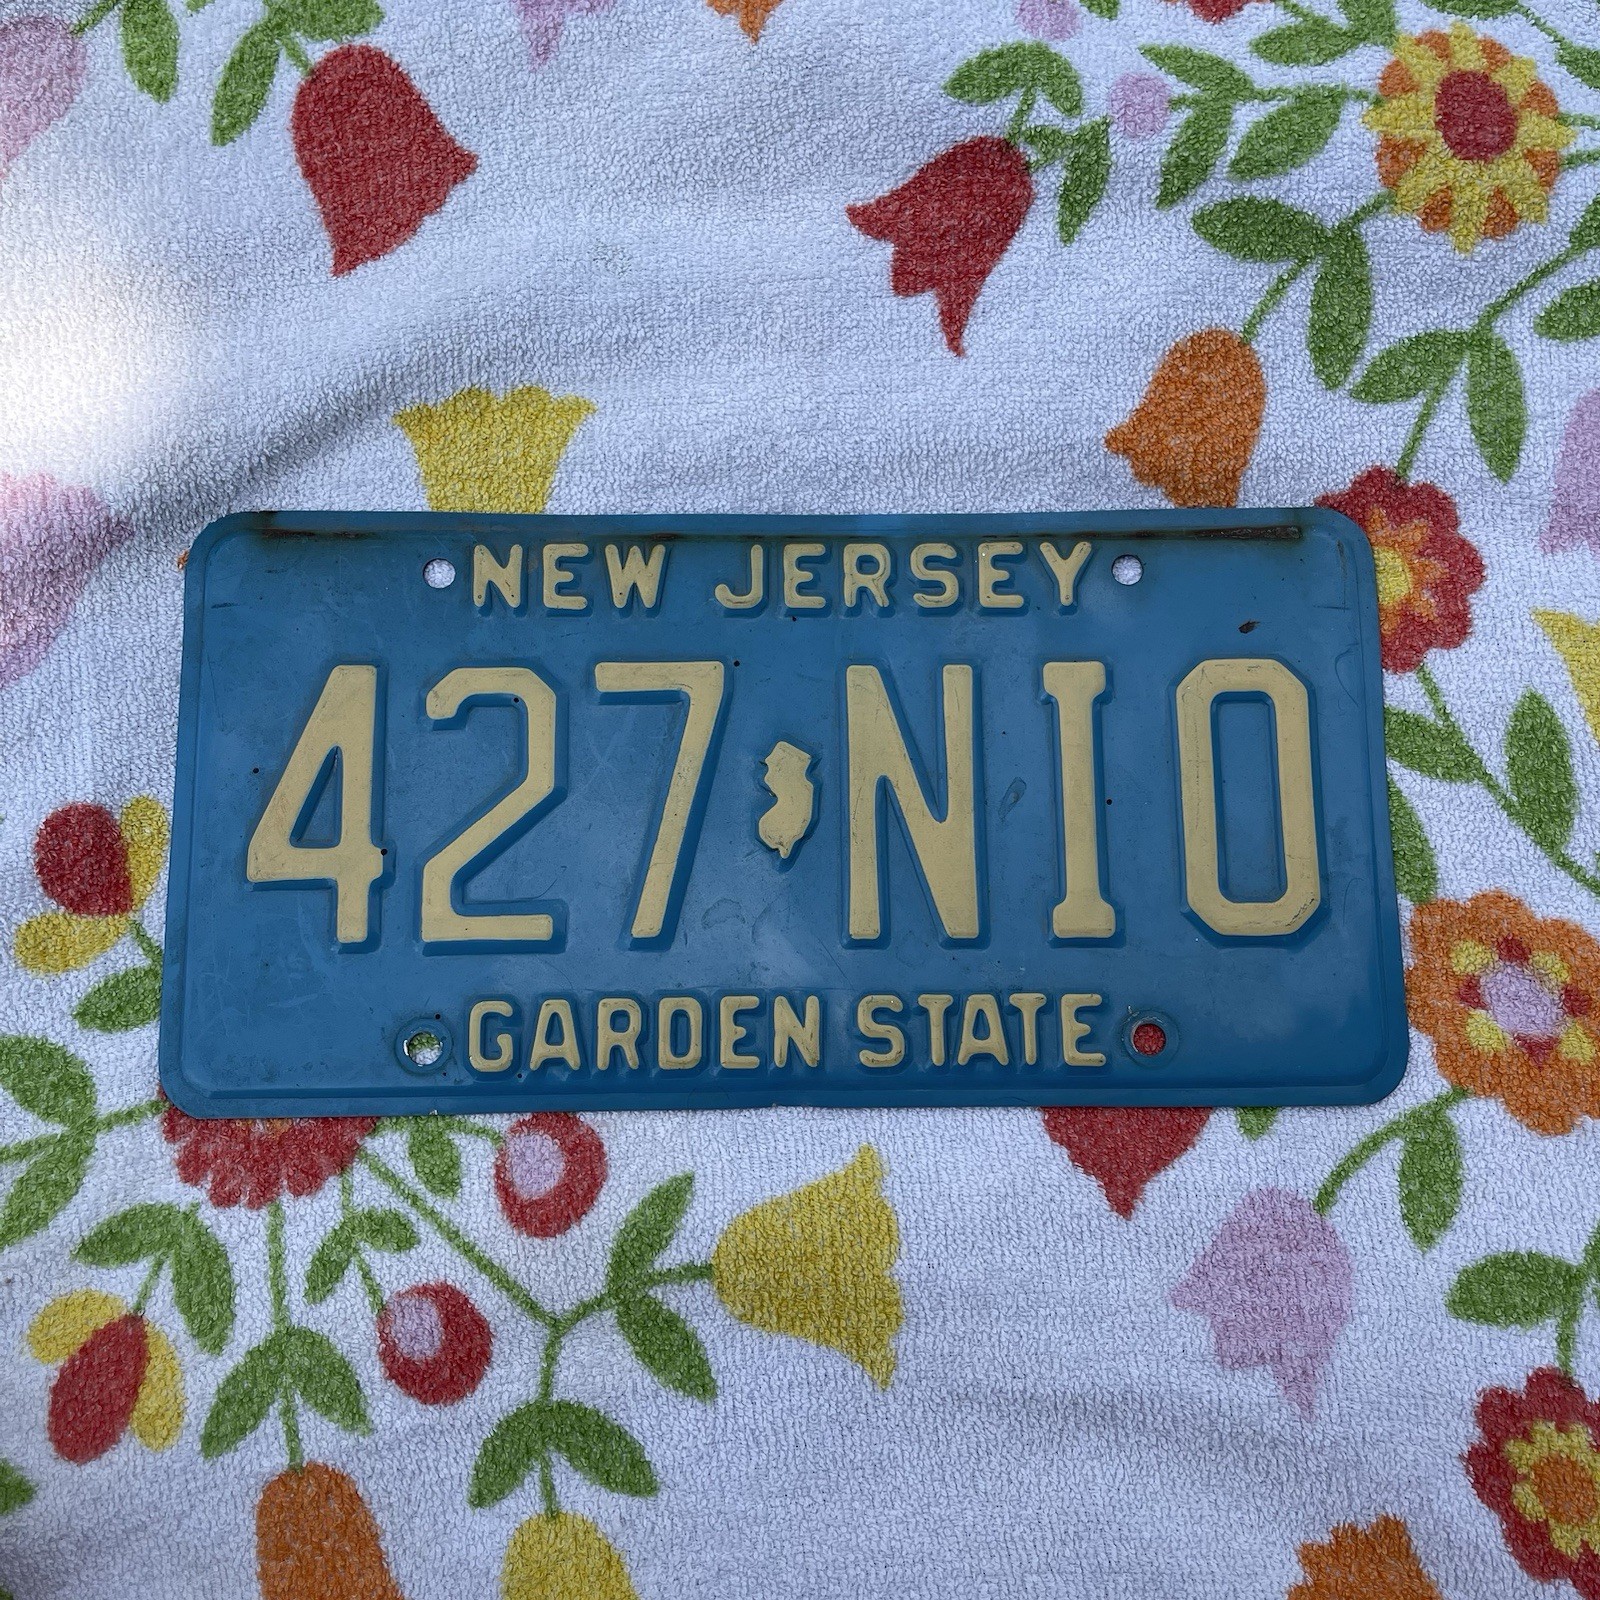 NEW JERSEY
427 NIO
GARDEN STATE